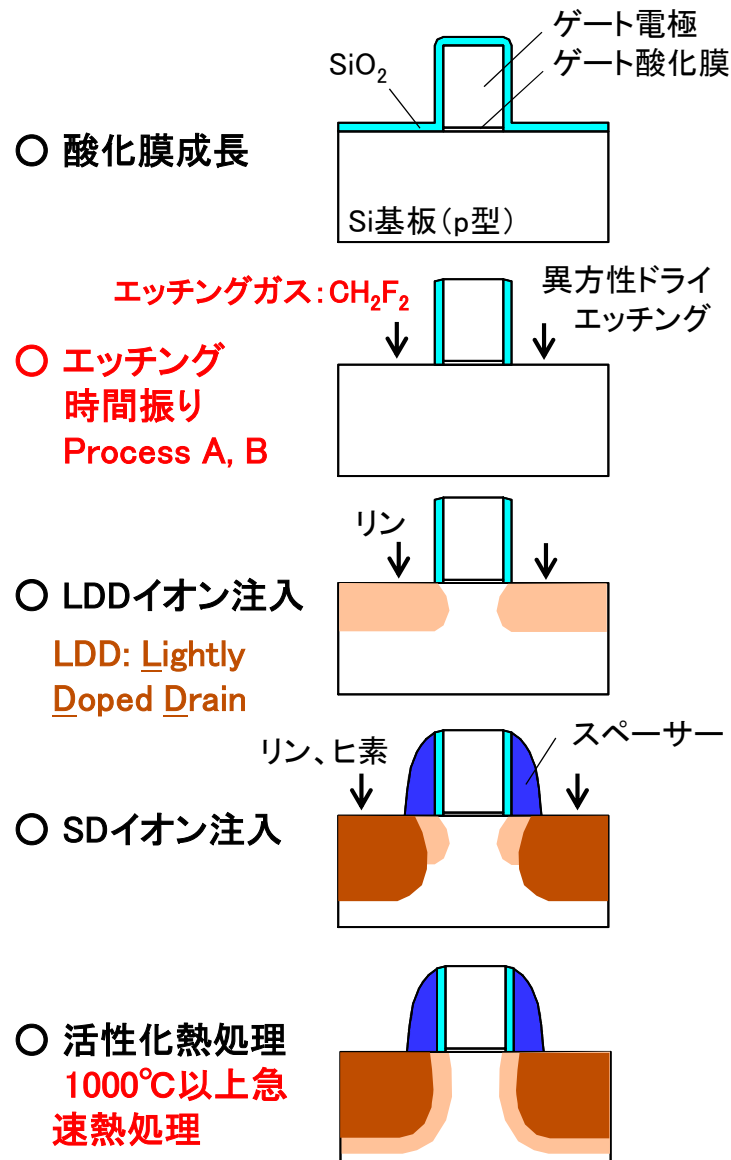 ゲート電極
SiO2
ゲート酸化膜
○ 酸化膜成長
Si基板(p型)
エッチングガス:CH2F2
異方性ドライ
エッチング
○ エッチング
時間振り
Process A, B
リン
○ LDDイオン注入
LDD: Lightly
Doped Drain
リン、ヒ素
スペーサー
○ SDイオン注入
○ 活性化熱処理
1000℃以上急
速熱処理